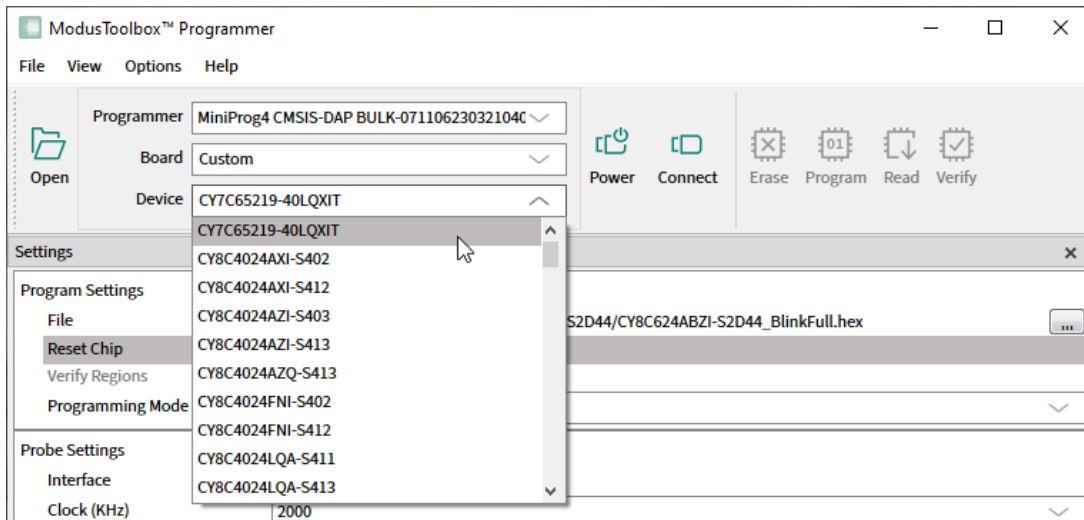 ModusToolbox™ Programmer
File View Options Help
Open
Programmer MiniProg4 CMSIS-DAP BULK-071106230321040
Board Custom
Device CY7C65219-40LQXIT
Power Connect Erase Program Read Verify
01
CY7C65219-40LQXIT
CY8C4024AXI-S402
CY8C4024AXI-S412
CY8C4024AZI-S403
CY8C4024AZI-S413
CY8C4024AZQ-S413
CY8C4024FNI-S402
CY8C4024FNI-S412
CY8C4024LQA-S411
CY8C4024LQA-S413
Settings
Program Settings
File S2D44/CY8C624ABZI-S2D44_BlinkFull.hex ...
Reset Chip
Verify Regions
Programming Mode
Probe Settings
Interface
Clock (KHz) 2000